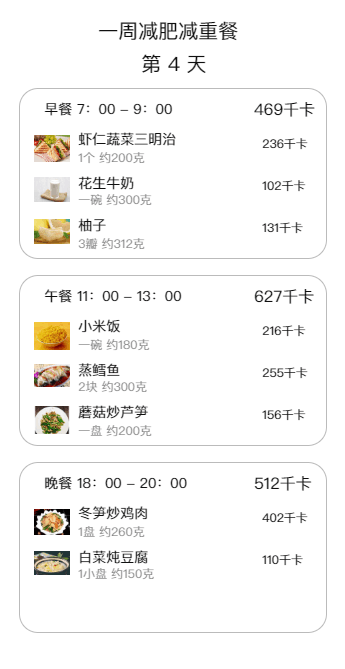 一周减肥减重餐
第 4 天
早餐 7：00 – 9：00 469千卡
虾仁蔬菜三明治 236千卡
1个 约200克
花生牛奶 102千卡
一碗 约300克
柚子 131千卡
3瓣 约312克
午餐 11：00 – 13：00 627千卡
小米饭 216千卡
一碗 约180克
蒸鳕鱼 255千卡
2块 约300克
蘑菇炒芦笋 156千卡
一盘 约200克
晚餐 18：00 – 20：00 512千卡
冬笋炒鸡肉 402千卡
1盘 约260克
白菜炖豆腐 110千卡
1小盘 约150克